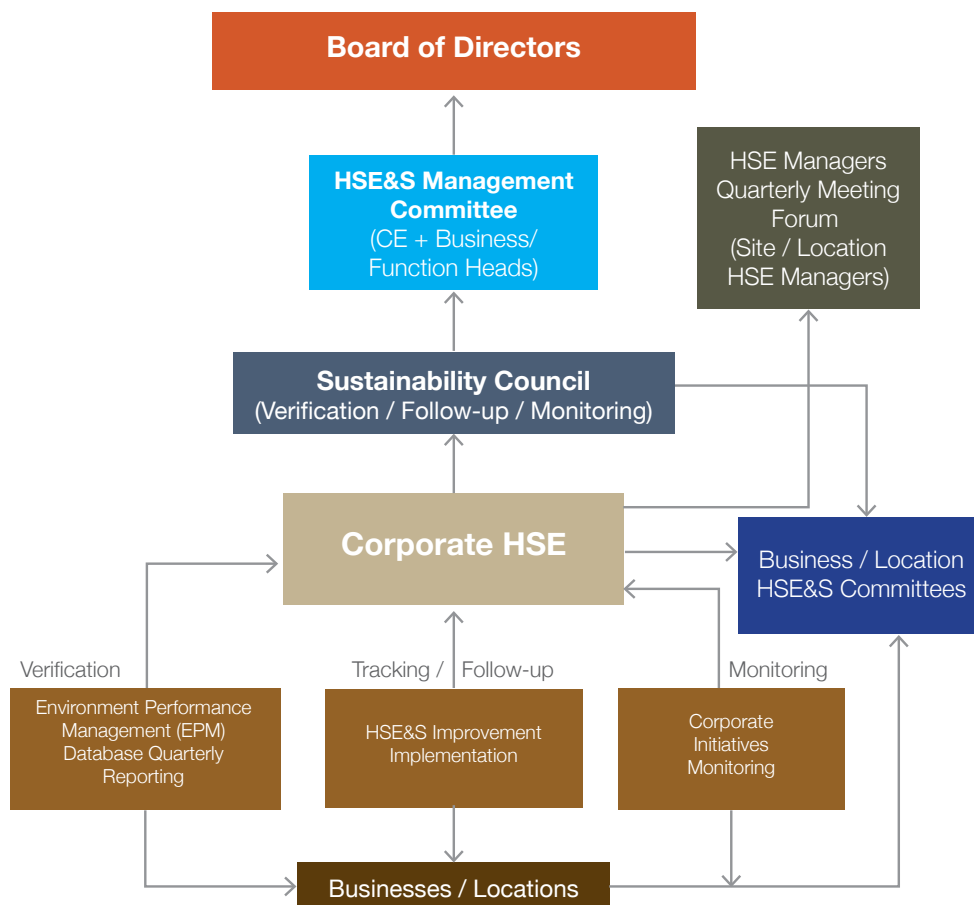 Board of Directors
HSE&S Management
Committee
(CE + Business/
Function Heads)
HSE Managers
Quarterly Meeting
Forum
(Site / Location
HSE Managers)
Sustainability Council
(Verification / Follow-up / Monitoring)
Corporate HSE
Business / Location
HSE&S Committees
Verification
Tracking / Follow-up
Monitoring
Environment Performance
Management (EPM)
Database Quarterly
Reporting
HSE&S Improvement
Implementation
Corporate
Initiatives
Monitoring
Businesses / Locations